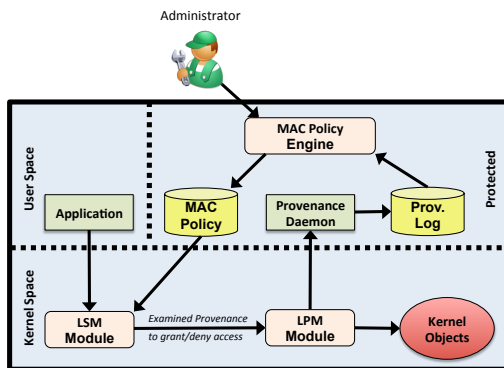 Administrator
MAC Policy
Engine
User Space
Protected
Application
MAC
Policy
Provenance
Daemon
Prov.
Log
Kernel Space
LSM
Module
Examined Provenance
to grant/deny access
LPM
Module
Kernel
Objects